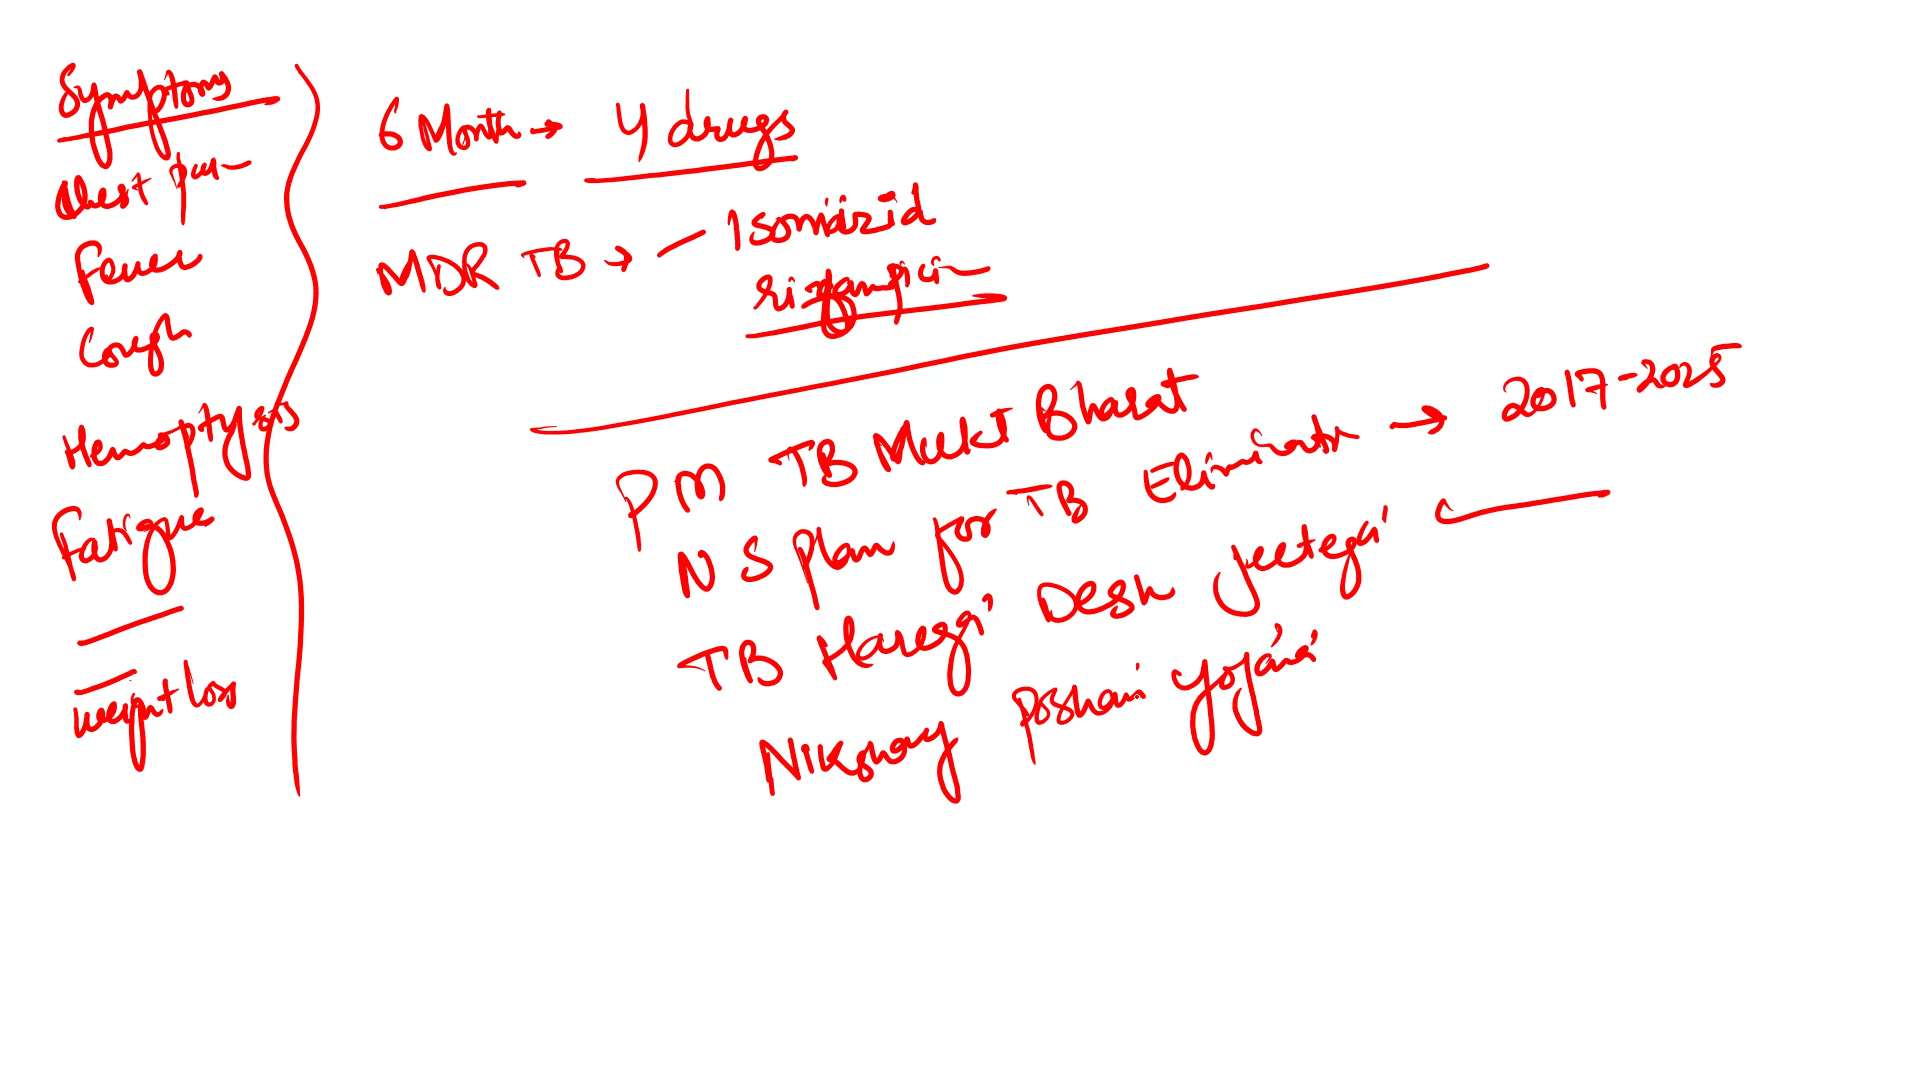 Symptoms
Chest pain
Fever
Cough
Hemoptysis
Fatigue
Weight loss
6 Month → 4 drugs
MDR TB → - Isoniazid
rifampicin
PM TB Mukt Bharat
N S plan for TB Elimination → 2017-2025
TB Harega Desh Jeetega
Nikshay Poshan Yojana